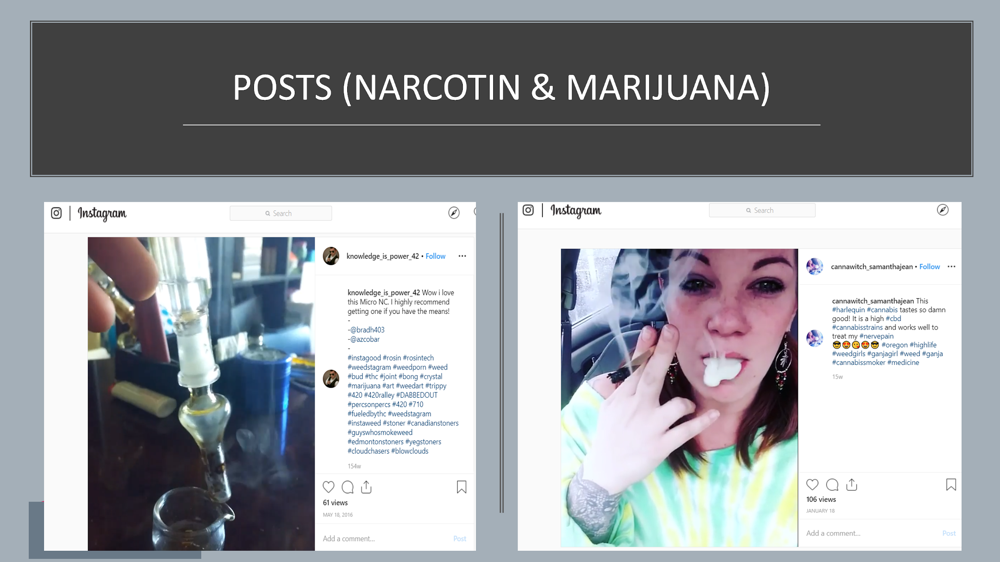 POSTS (NARCOTIN & MARIJUANA)
Instagram
Search
knowledge_is_power_42 • Follow
knowledge_is_power_42 Wow i love
this Micro NC. I highly recommend
getting one if you have the means!
-
-@bradh403
-@azcobar
-
#instagood #rosin #rosintech
#weedstagram #weedporn #weed
#bud #thc #joint #bong #crystal
#marijuana #art #weedart #trippy
#420 #420ralley #DABBEDOUT
#percsonpercs #420 #710
#fueledbythc #weedstagram
#instaweed #stoner #canadianstoners
#guyswhosmokeweed
#edmontonstoners #yegstoners
#cloudchasers #blowclouds
154w
61 views
MAY 18, 2016
Add a comment...
Post
Instagram
Search
cannawitch_samanthajean • Follow
cannawitch_samanthajean This
#harlequin #cannabis tastes so damn
good! It is a high #cbd
#cannabisstrains and works well to
treat my #nervepain
😎😍😘😍😎 #oregon #highlife
#weedgirls #ganjagirl #weed #ganja
#cannabissmoker #medicine
15w
106 views
JANUARY 18
Add a comment...
Post